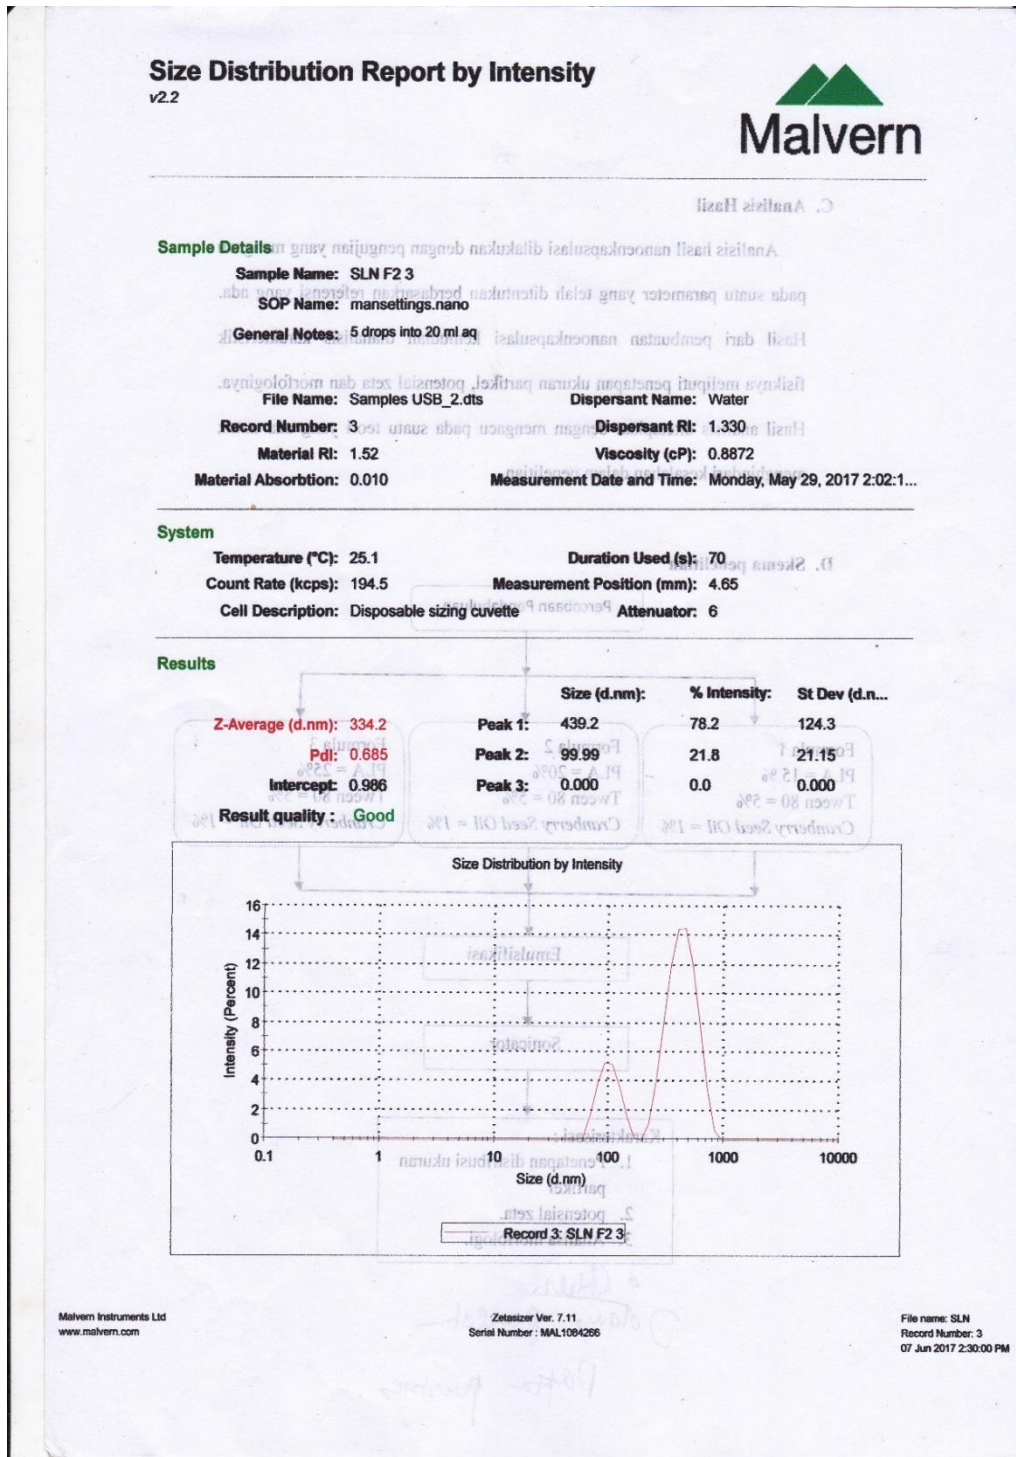 Size Distribution Report by Intensity
v2.2
Malvern
Sample Details
Sample Name: SLN F2 3
SOP Name: mansettings.nano
General Notes: 5 drops into 20 ml aq
File Name: Samples USB_2.dts Dispersant Name: Water
Record Number: 3 Dispersant RI: 1.330
Material RI: 1.52 Viscosity (cP): 0.8872
Material Absorbtion: 0.010 Measurement Date and Time: Monday, May 29, 2017 2:02:1...
System
Temperature (°C): 25.1 Duration Used (s): 70
Count Rate (kcps): 194.5 Measurement Position (mm): 4.65
Cell Description: Disposable sizing cuvette Attenuator: 6
Results
Size (d.nm): % Intensity: St Dev (d.n...
Z-Average (d.nm): 334.2 Peak 1: 439.2 78.2 124.3
PdI: 0.685 Peak 2: 99.99 21.8 21.15
Intercept: 0.986 Peak 3: 0.000 0.0 0.000
Result quality : Good
Size Distribution by Intensity
Intensity (Percent)
16
14
12
10
8
6
4
2
0
0.1 1 10 100 1000 10000
Size (d.nm)
Record 3: SLN F2 3
Malvern Instruments Ltd
www.malvern.com
Zetasizer Ver. 7.11
Serial Number : MAL1084266
File name: SLN
Record Number: 3
07 Jun 2017 2:30:00 PM